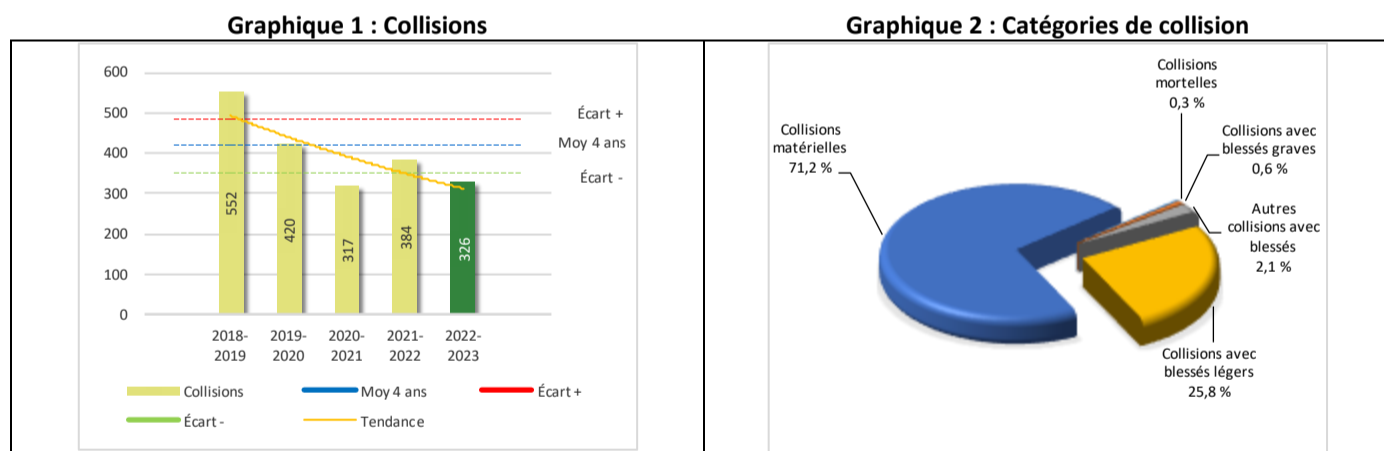 Graphique 1 : Collisions
600
500
400
300
200
100
0
552
420
317
384
326
Écart +
Moy 4 ans
Écart -
2018-
2019
2019-
2020
2020-
2021
2021-
2022
2022-
2023
Collisions
Moy 4 ans
Écart +
Écart -
Tendance
Graphique 2 : Catégories de collision
Collisions
matérielles
71,2 %
Collisions
mortelles
0,3 %
Collisions avec
blessés graves
0,6 %
Autres
collisions avec
blessés
2,1 %
Collisions avec
blessés légers
25,8 %